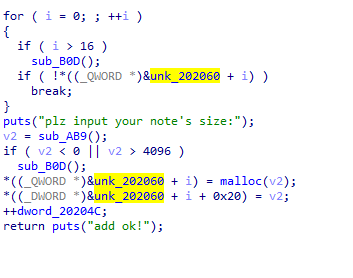 for ( i = 0; ; ++i )
{
if ( i > 16 )
sub_B0D();
if ( !*((_QWORD *)&unk_202060 + i) )
break;
}
puts("plz input your note's size:");
v2 = sub_AB9();
if ( v2 < 0 || v2 > 4096 )
sub_B0D();
*((_QWORD *)&unk_202060 + i) = malloc(v2);
*((_DWORD *)&unk_202060 + i + 0x20) = v2;
++dword_20204C;
return puts("add ok!");